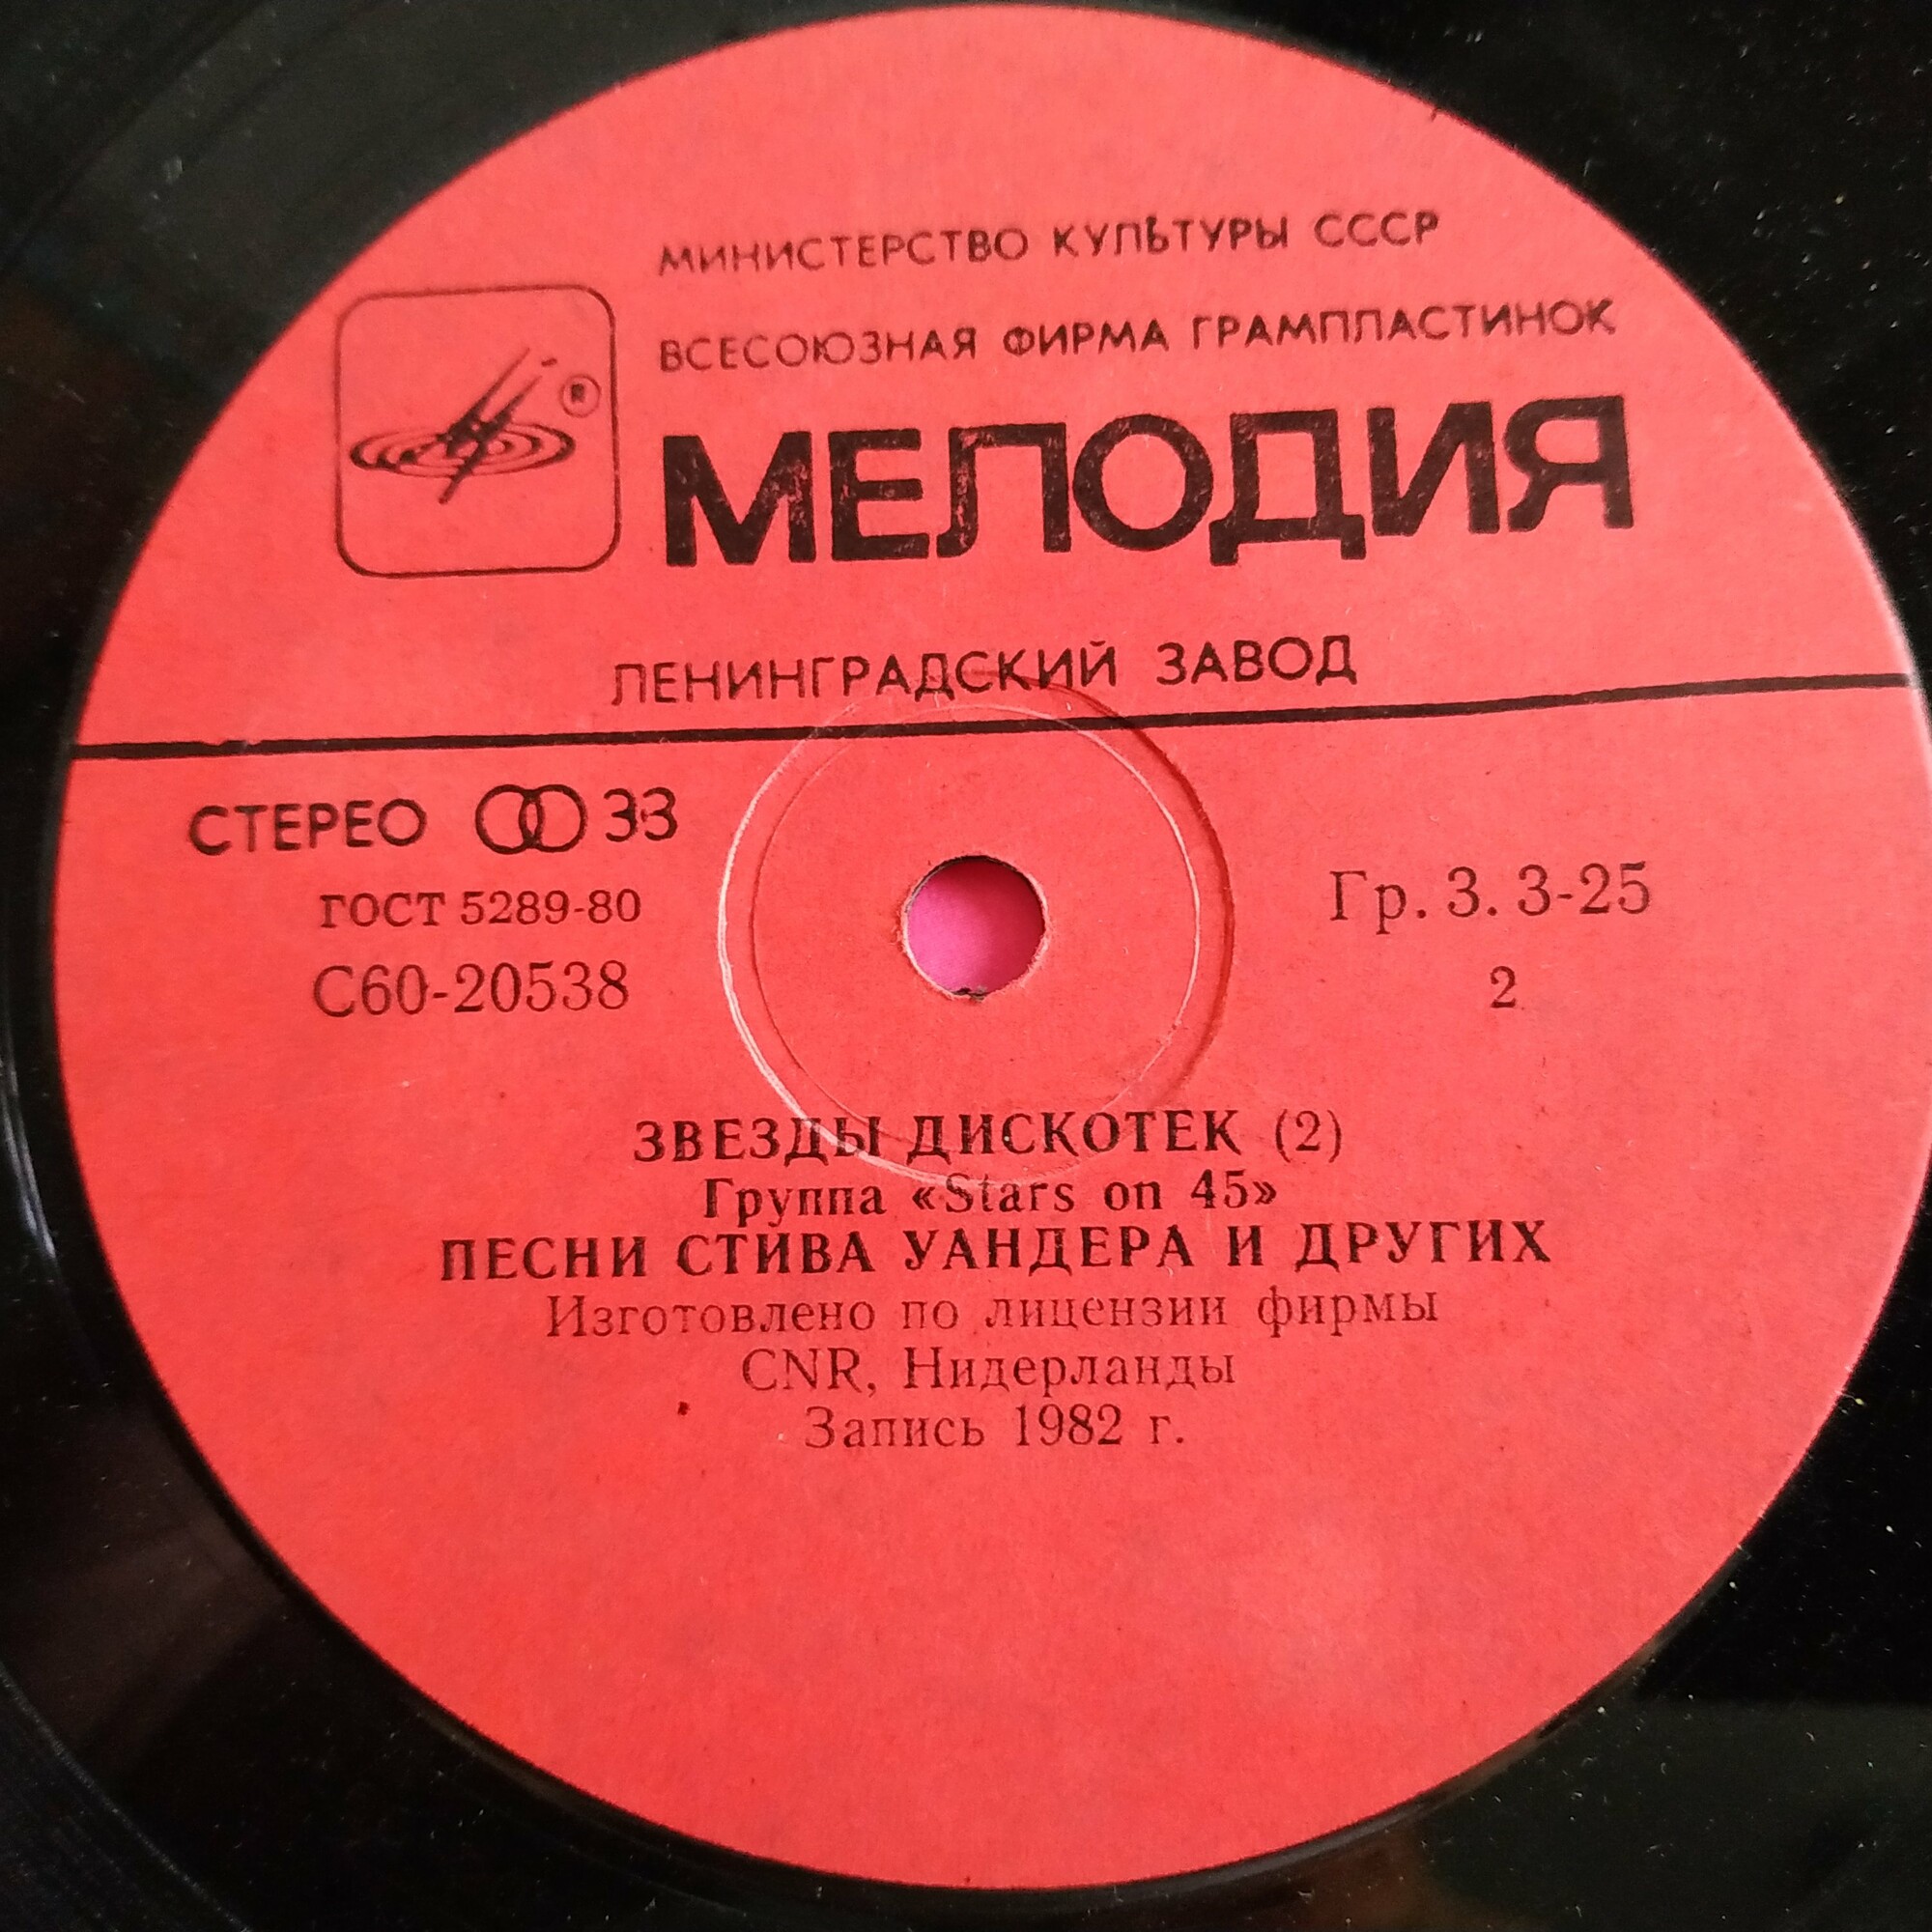 МИНИСТЕРСТВО КУЛЬТУРЫ СССР
ВСЕСОЮЗНАЯ ФИРМА ГРАМПЛАСТИНОК
®
МЕЛОДИЯ
ЛЕНИНГРАДСКИЙ ЗАВОД
СТЕРЕО 33
ГОСТ 5289-80
С60-20538
Гр. 3. 3-25
2
ЗВЕЗДЫ ДИСКОТЕК (2)
Группа «Stars on 45»
ПЕСНИ СТИВА УАНДЕРА И ДРУГИХ
Изготовлено по лицензии фирмы
CNR, Нидерланды
Запись 1982 г.